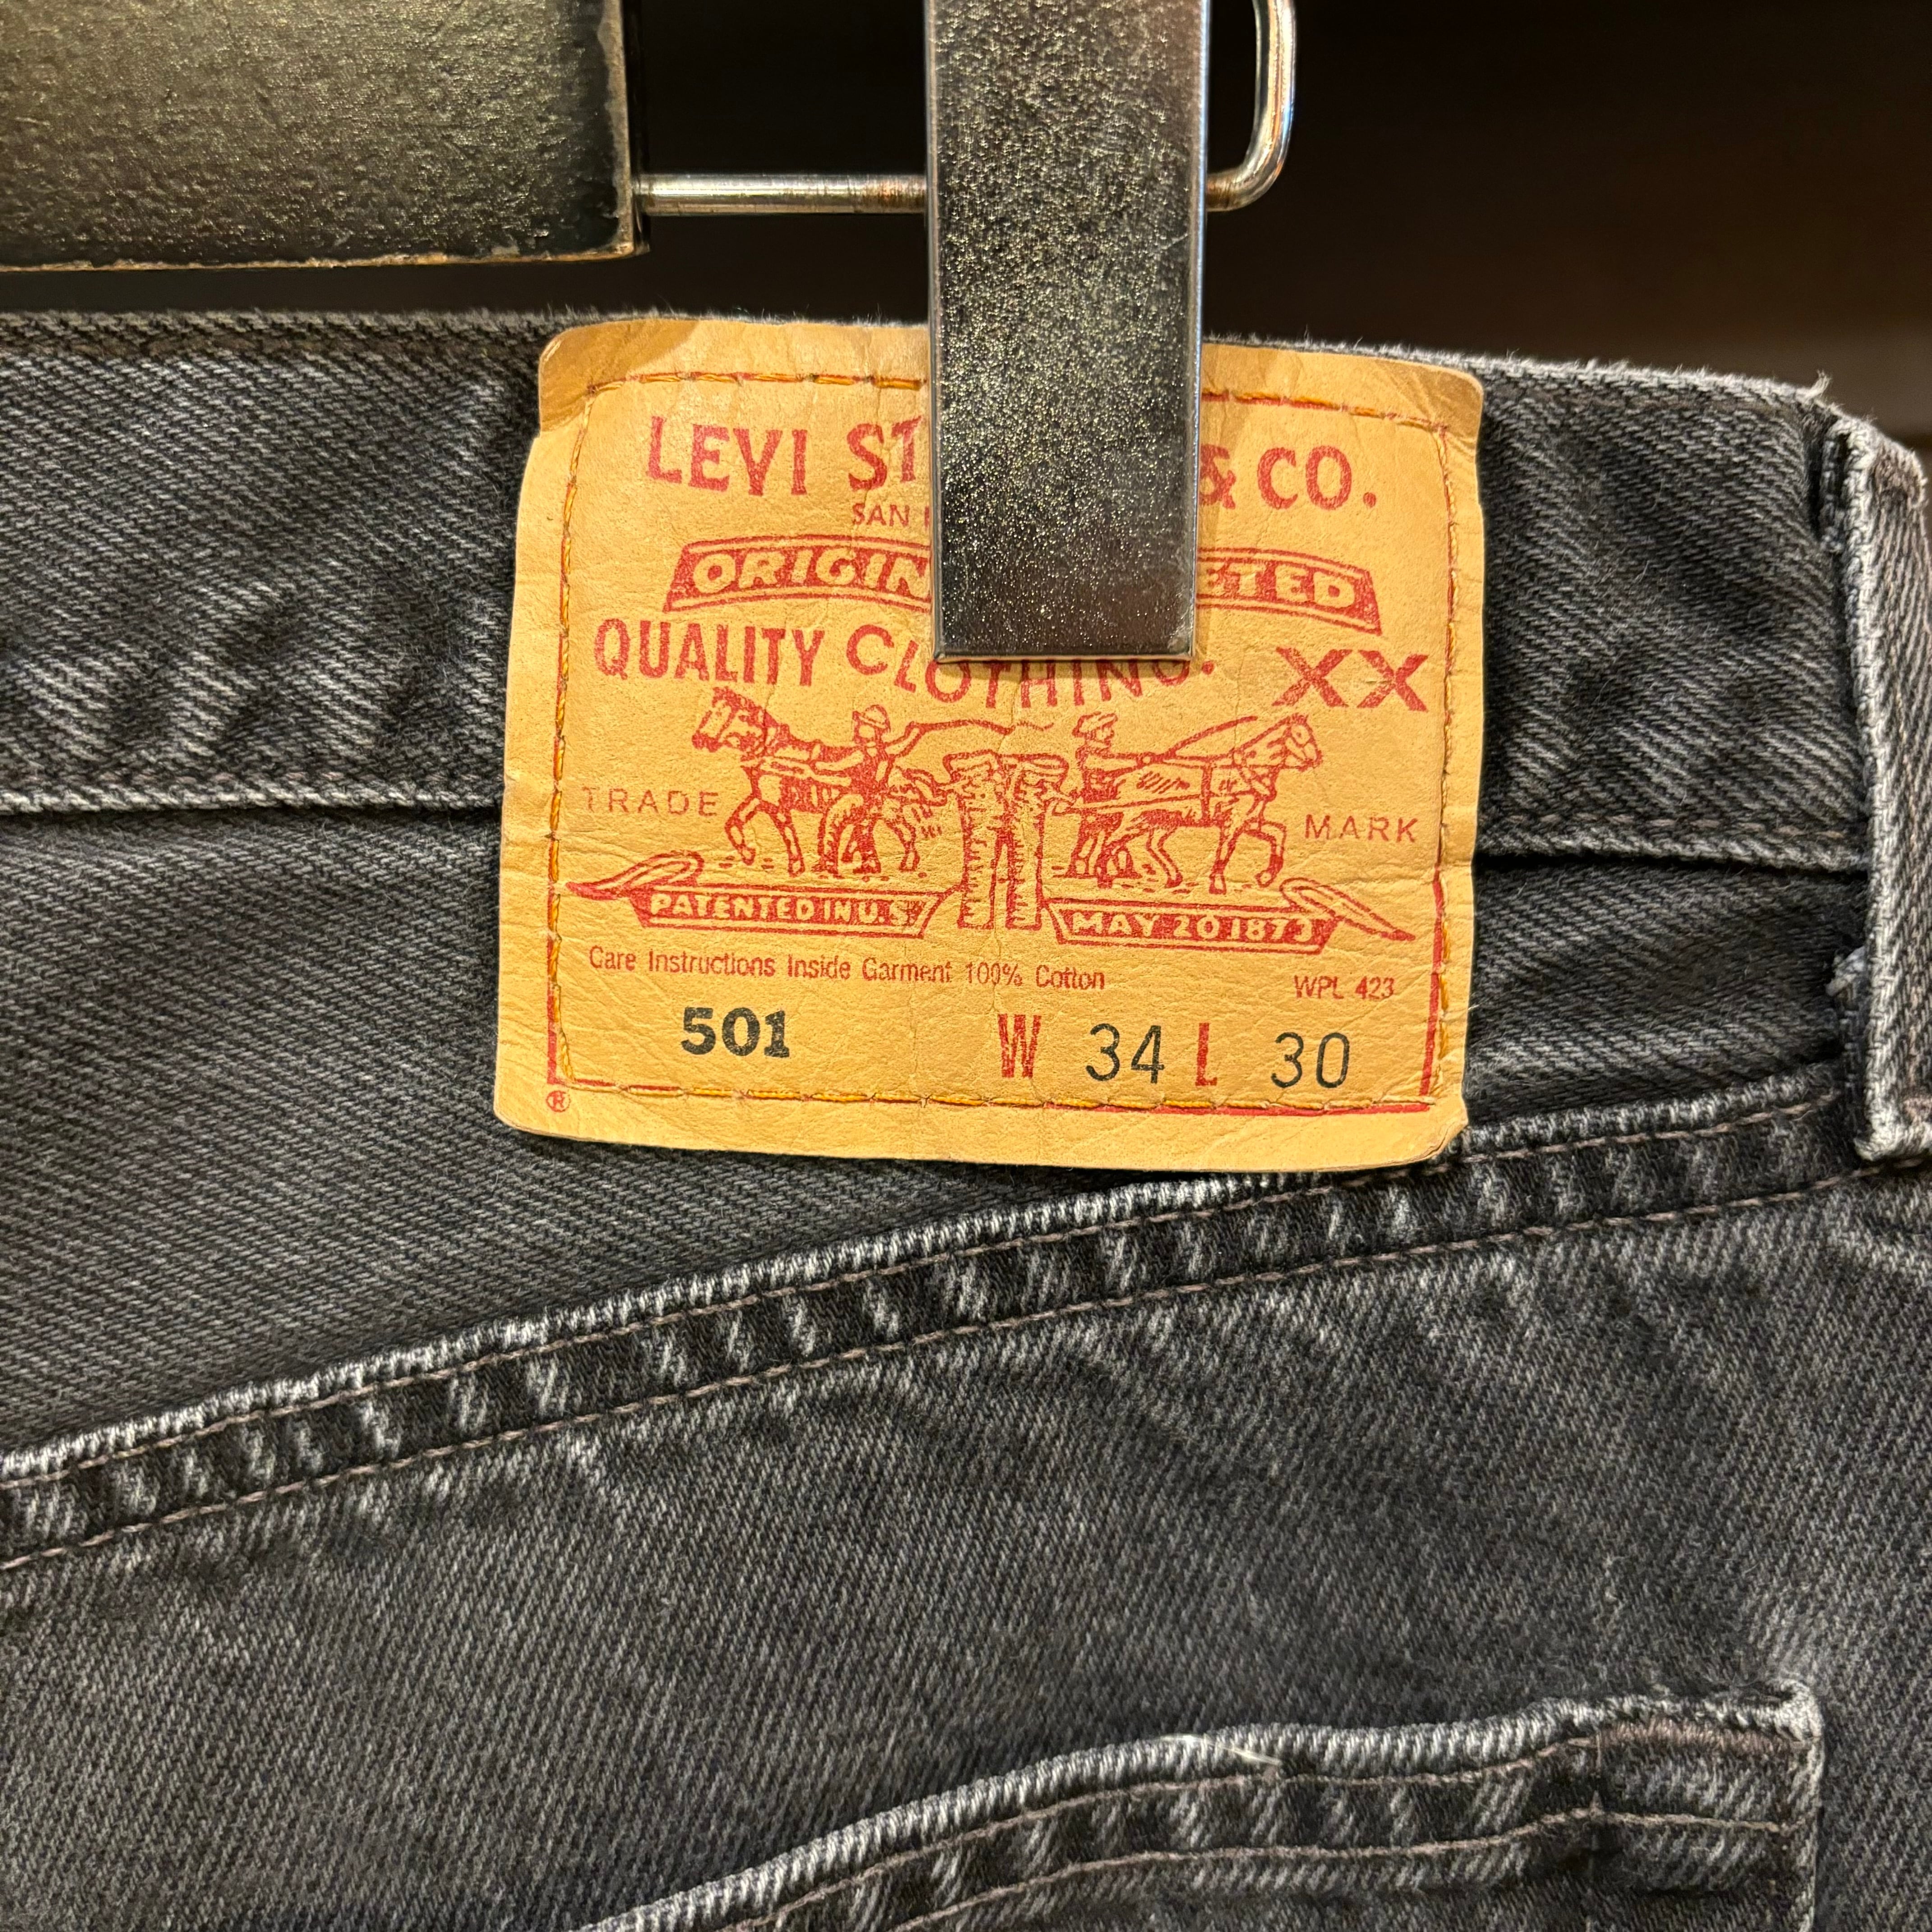 LEVI ST & CO.
SAN
ORIGIN ETED
QUALITY CLOTHING. XX
TRADE MARK
PATENTED IN U.S. MAY 20 1873
Care Instructions Inside Garment 100% Cotton WPL 423
501 W 34 L 30
®